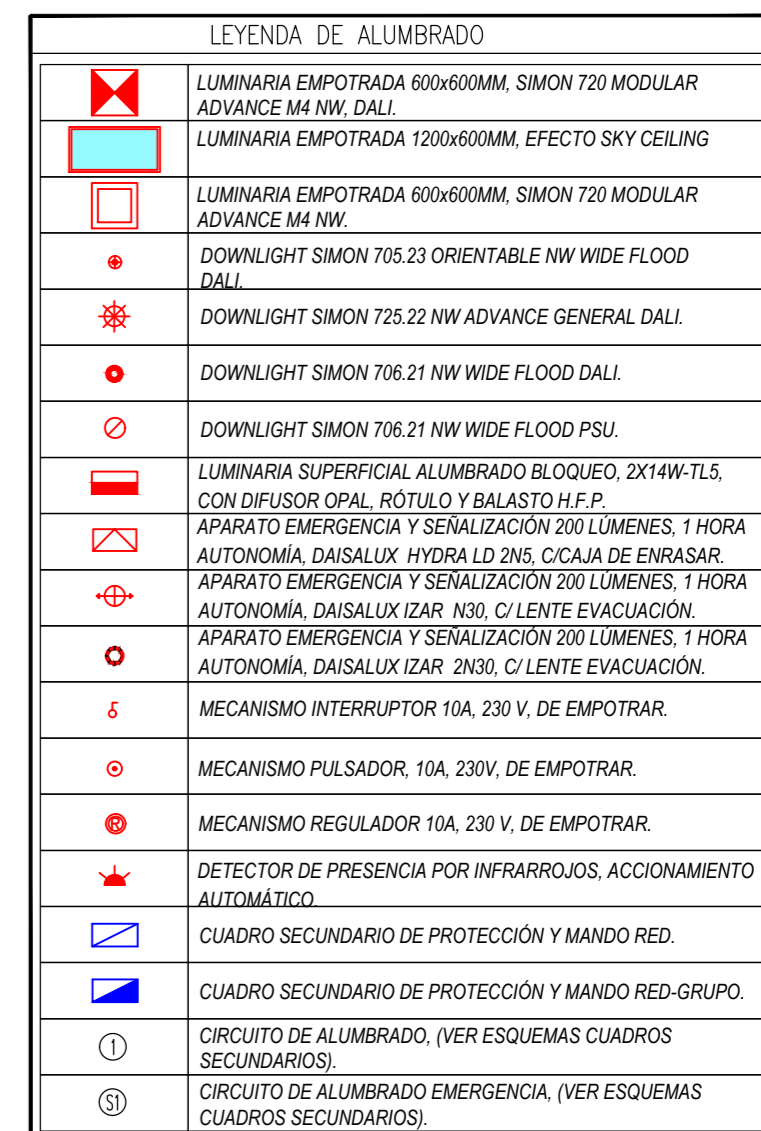 LEYENDA DE ALUMBRADO
LUMINARIA EMPOTRADA 600x600MM, SIMON 720 MODULAR
ADVANCE M4 NW, DALI.
LUMINARIA EMPOTRADA 1200x600MM, EFECTO SKY CEILING
LUMINARIA EMPOTRADA 600x600MM, SIMON 720 MODULAR
ADVANCE M4 NW.
DOWNLIGHT SIMON 705.23 ORIENTABLE NW WIDE FLOOD
DALI.
DOWNLIGHT SIMON 725.22 NW ADVANCE GENERAL DALI.
DOWNLIGHT SIMON 706.21 NW WIDE FLOOD DALI.
DOWNLIGHT SIMON 706.21 NW WIDE FLOOD PSU.
LUMINARIA SUPERFICIAL ALUMBRADO BLOQUEO, 2X14W-TL5,
CON DIFUSOR OPAL, RÓTULO Y BALASTO H.F.P.
APARATO EMERGENCIA Y SEÑALIZACIÓN 200 LÚMENES, 1 HORA
AUTONOMÍA, DAISALUX HYDRA LD 2N5, C/CAJA DE ENRASAR.
APARATO EMERGENCIA Y SEÑALIZACIÓN 200 LÚMENES, 1 HORA
AUTONOMÍA, DAISALUX IZAR N30, C/ LENTE EVACUACIÓN.
APARATO EMERGENCIA Y SEÑALIZACIÓN 200 LÚMENES, 1 HORA
AUTONOMÍA, DAISALUX IZAR 2N30, C/ LENTE EVACUACIÓN.
MECANISMO INTERRUPTOR 10A, 230 V, DE EMPOTRAR.
MECANISMO PULSADOR, 10A, 230V, DE EMPOTRAR.
R MECANISMO REGULADOR 10A, 230 V, DE EMPOTRAR.
DETECTOR DE PRESENCIA POR INFRARROJOS, ACCIONAMIENTO
AUTOMÁTICO.
CUADRO SECUNDARIO DE PROTECCIÓN Y MANDO RED.
CUADRO SECUNDARIO DE PROTECCIÓN Y MANDO RED-GRUPO.
1 CIRCUITO DE ALUMBRADO, (VER ESQUEMAS CUADROS
SECUNDARIOS).
S1 CIRCUITO DE ALUMBRADO EMERGENCIA, (VER ESQUEMAS
CUADROS SECUNDARIOS).